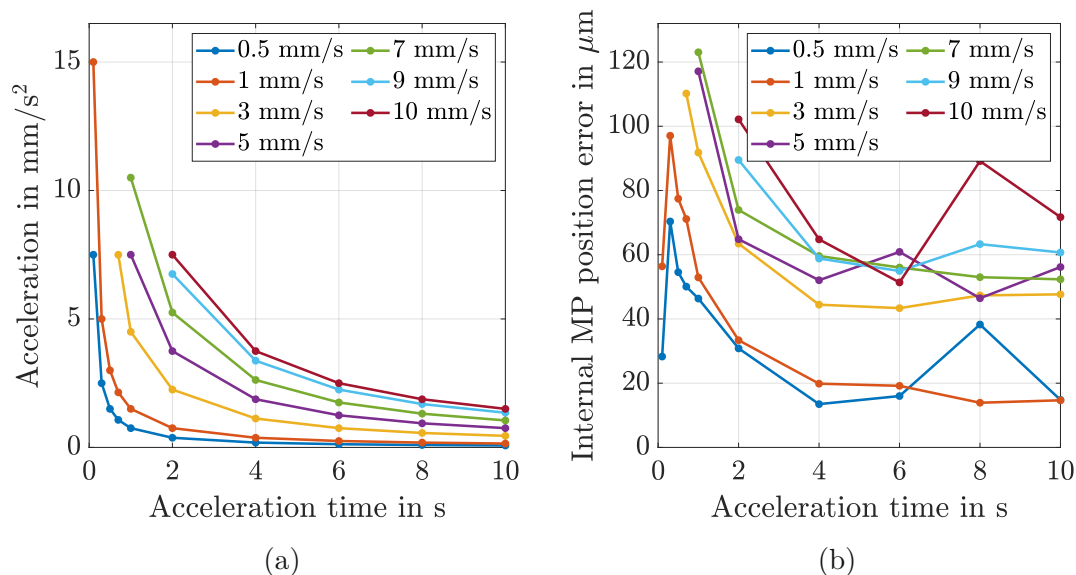 0.5 mm/s
1 mm/s
3 mm/s
5 mm/s
7 mm/s
9 mm/s
10 mm/s
15
10
5
0
Acceleration in mm/s²
0 2 4 6 8 10
Acceleration time in s
(a)
0.5 mm/s
1 mm/s
3 mm/s
5 mm/s
7 mm/s
9 mm/s
10 mm/s
120
100
80
60
40
20
0
Internal MP position error in μm
0 2 4 6 8 10
Acceleration time in s
(b)